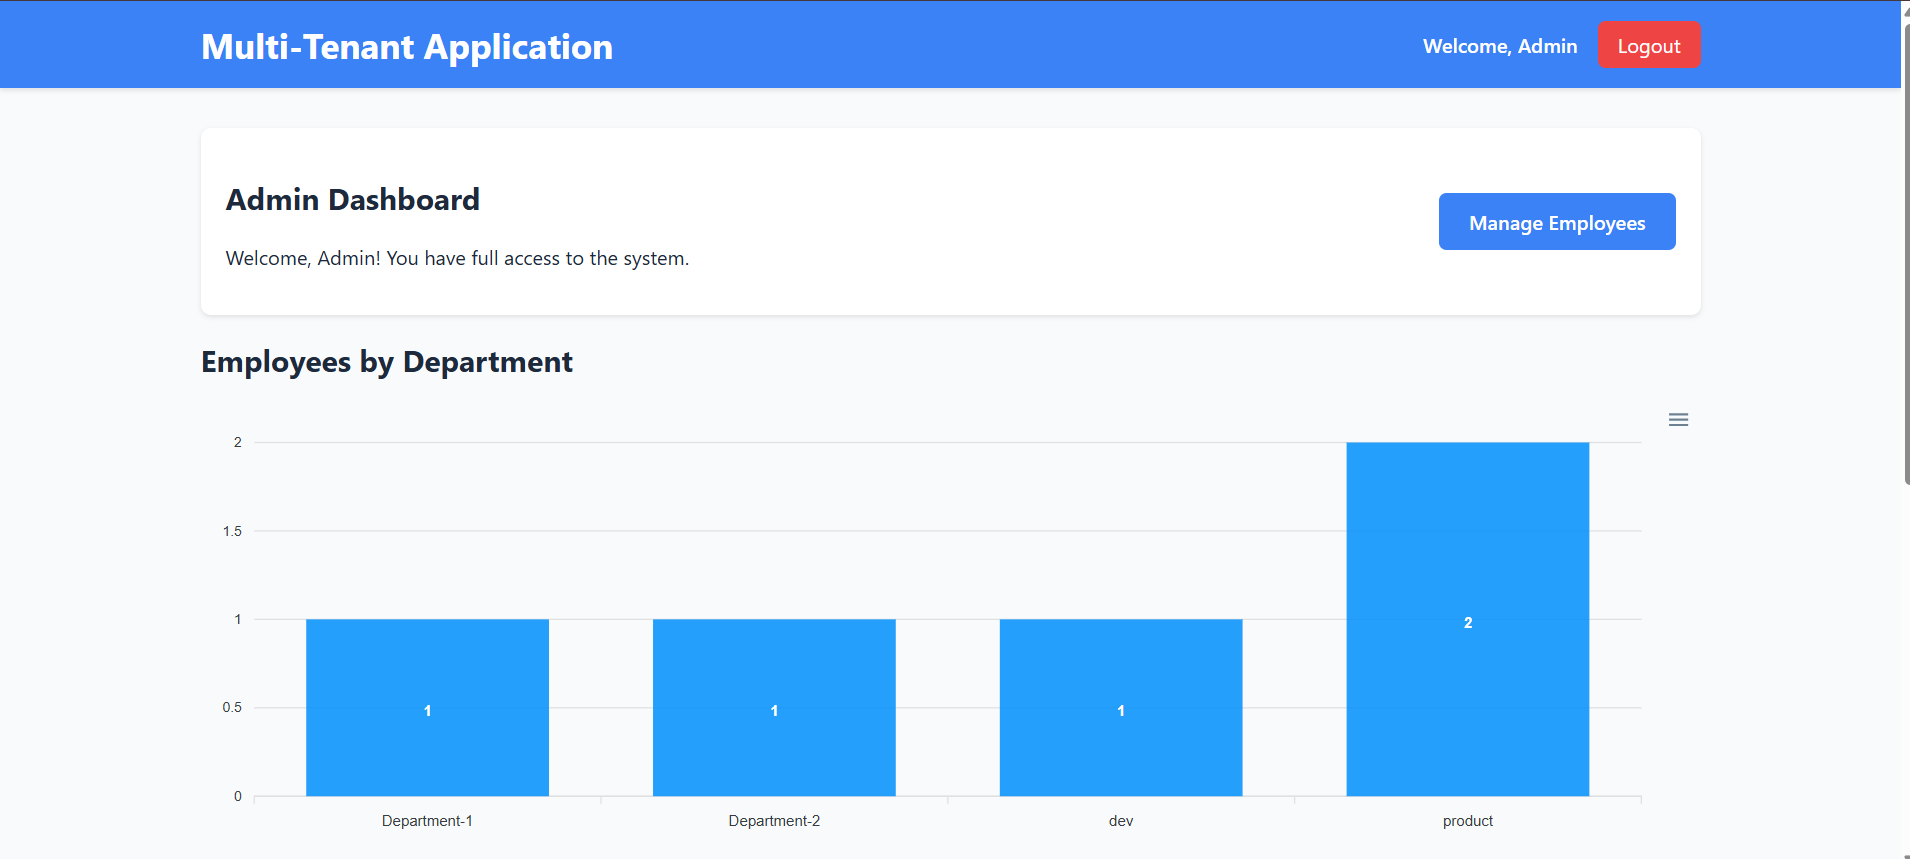 Multi-Tenant Application
Welcome, Admin
Logout
Admin Dashboard
Welcome, Admin! You have full access to the system.
Manage Employees
Employees by Department
2
1.5
1
0.5
0
1
1
1
2
Department-1
Department-2
dev
product